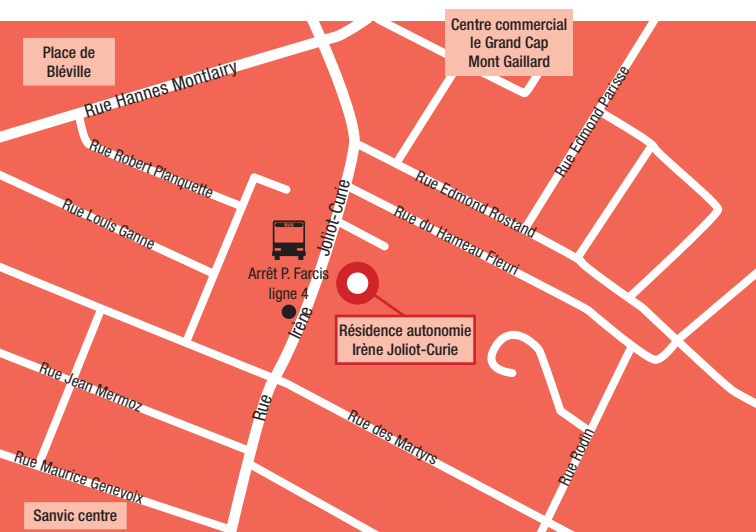 Centre commercial
le Grand Cap
Mont Gaillard
Place de
Bléville
Rue Hannes Montlairy
Rue Edmond Parisse
Rue Robert Planquette
Rue Edmond Rostand
Rue Louis Ganne
Rue du Hameau Fleuri
BUS
Arrêt P. Farcis
ligne 4
Rue Irène Joliot-Curie
Résidence autonomie
Irène Joliot-Curie
Rue Jean Mermoz
Rue des Martyrs
Rue Rodin
Rue Maurice Genevoix
Sanvic centre